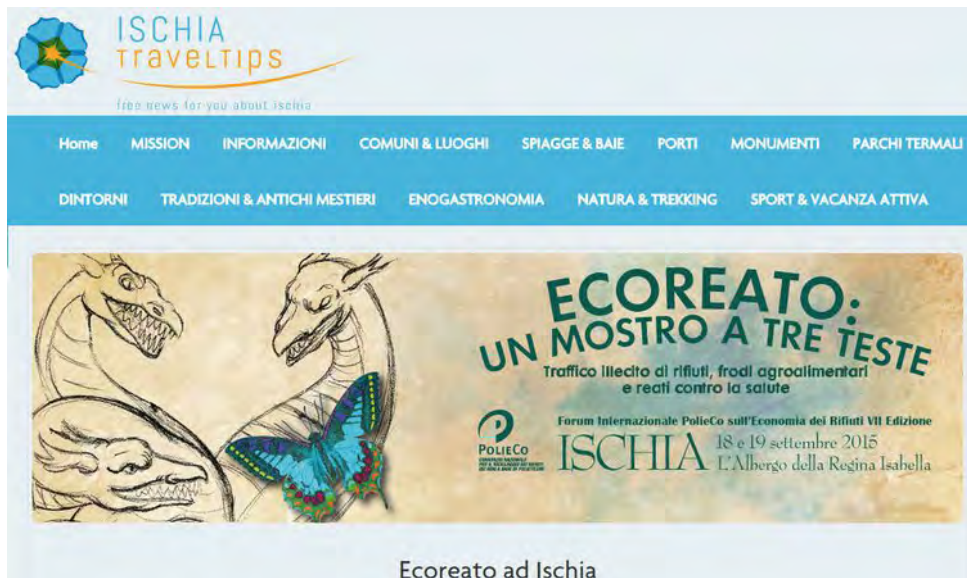 ISCHIA
TRAVELTIPS
free news for you about Ischia
Home MISSION INFORMAZIONI COMUNI & LUOGHI SPIAGGE & BAIE PORTI MONUMENTI PARCHI TERMALI
DINTORNI TRADIZIONI & ANTICHI MESTIERI ENOGASTRONOMIA NATURA & TREKKING SPORT & VACANZA ATTIVA
ECOREATO:
UN MOSTRO A TRE TESTE
Traffico illecito di rifiuti, frodi agroalimentari
e reati contro la salute
Forum Internazionale PolieCo sull'Economia dei Rifiuti VII Edizione
POLIECO
ISCHIA 18 e 19 settembre 2015
L'Albergo della Regina Isabella
Ecoreato ad Ischia